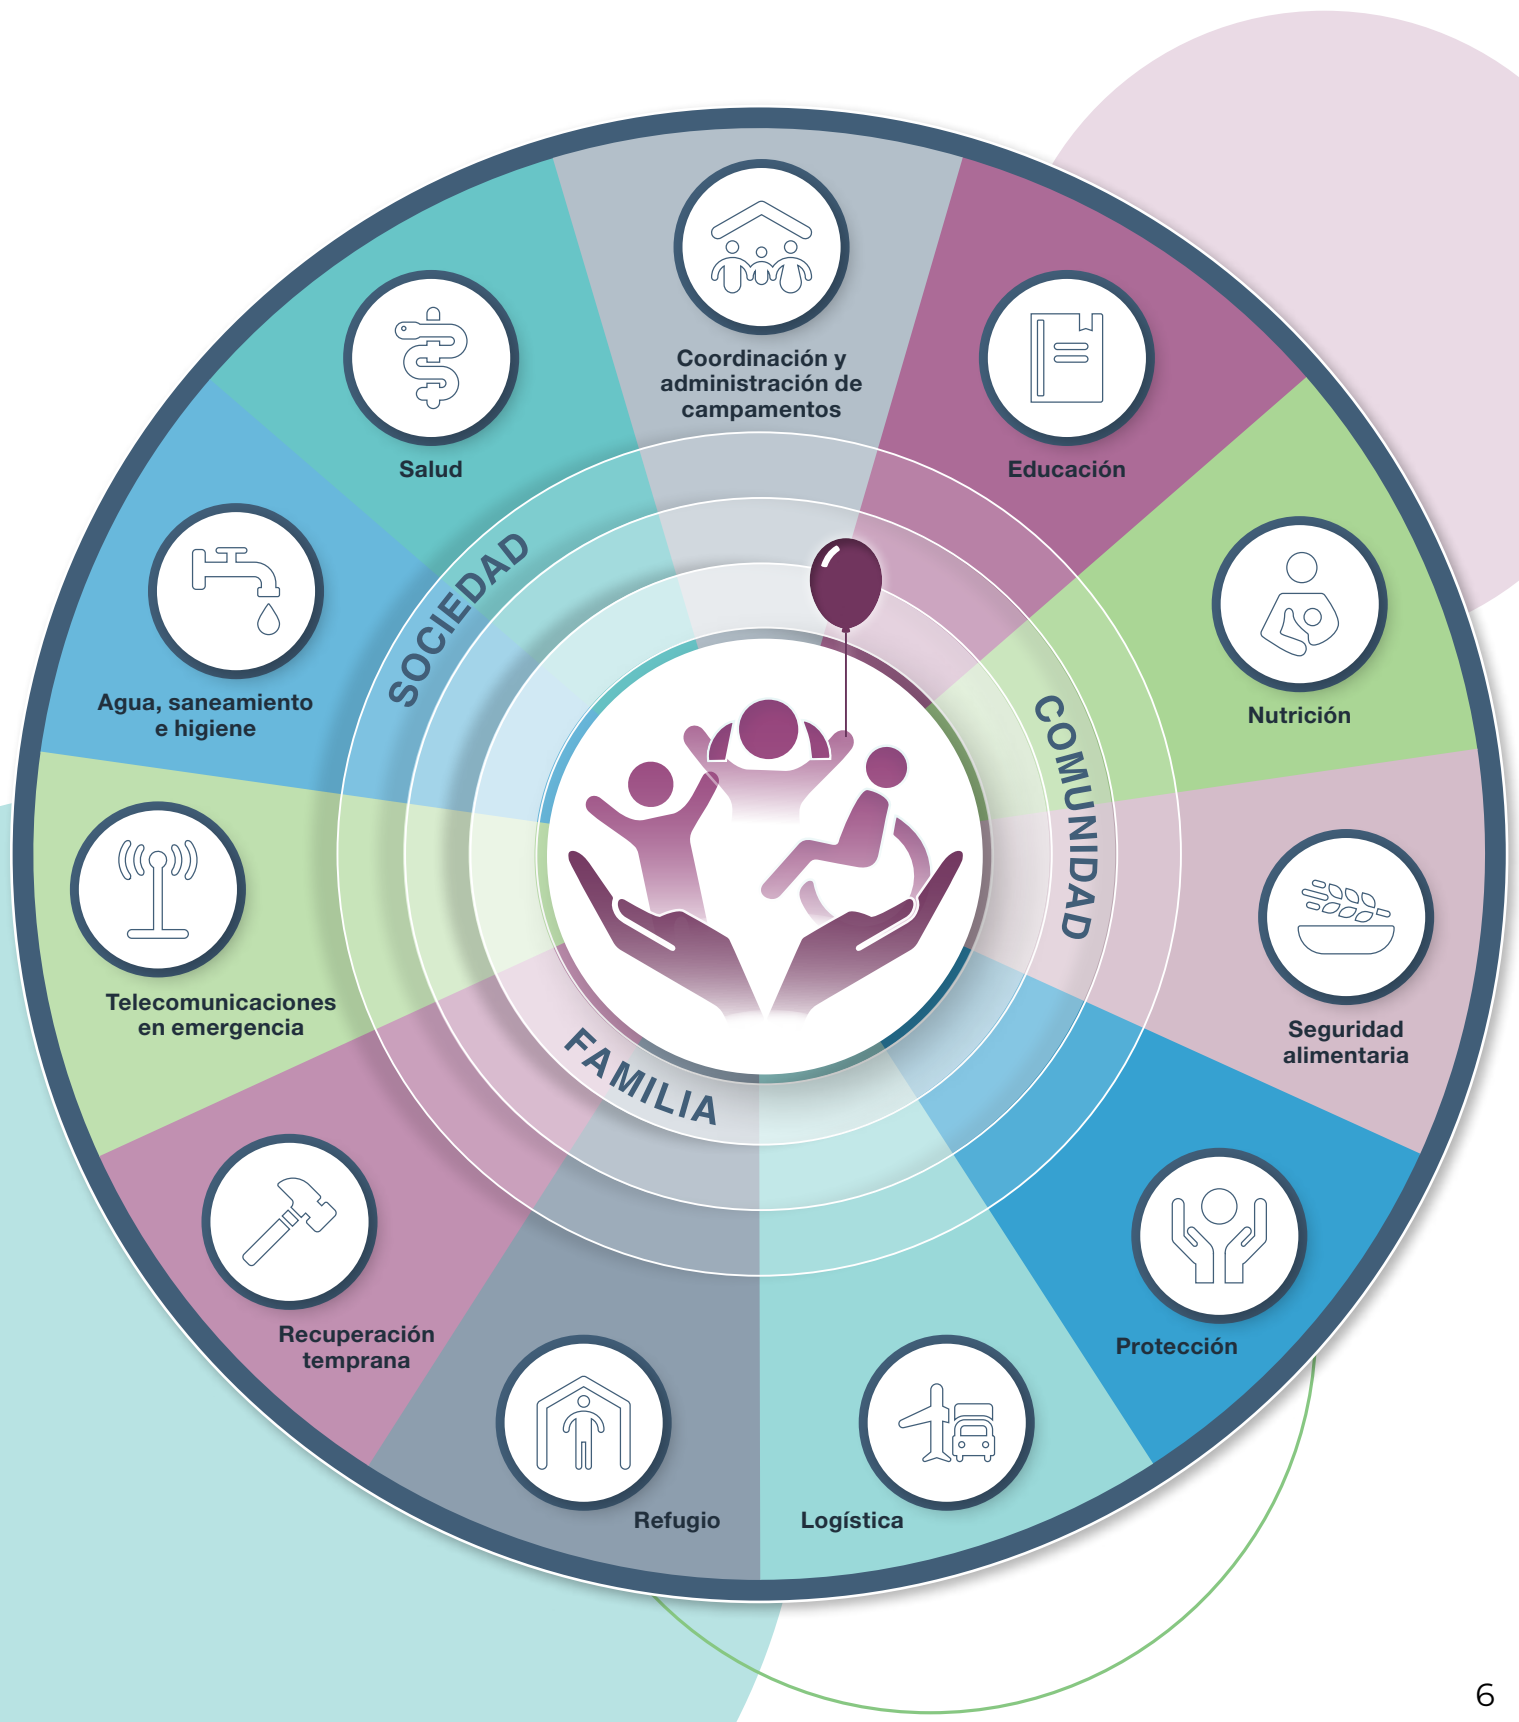 Coordinación y
administración de
campamentos
Educación
Nutrición
Seguridad
alimentaria
Protección
Logística
Refugio
Recuperación
temprana
Telecomunicaciones
en emergencia
Agua, saneamiento
e higiene
Salud
SOCIEDAD
COMUNIDAD
FAMILIA
6